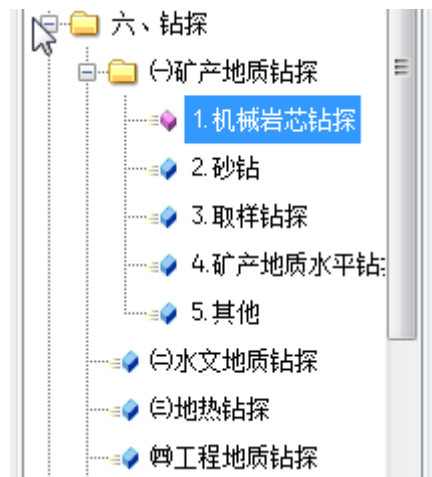 六、钻探
㈠矿产地质钻探
1.机械岩芯钻探
2.砂钻
3.取样钻探
4.矿产地质水平钻
5.其他
㈡水文地质钻探
㈢地热钻探
㈣工程地质钻探